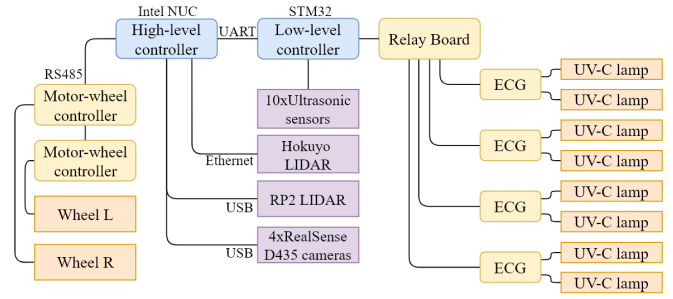 Intel NUC
High-level
controller
UART
STM32
Low-level
controller
Relay Board
RS485
Motor-wheel
controller
Motor-wheel
controller
Wheel L
Wheel R
10xUltrasonic
sensors
Ethernet
Hokuyo
LIDAR
USB
RP2 LIDAR
USB
4xRealSense
D435 cameras
ECG
UV-C lamp
UV-C lamp
ECG
UV-C lamp
UV-C lamp
ECG
UV-C lamp
UV-C lamp
ECG
UV-C lamp
UV-C lamp